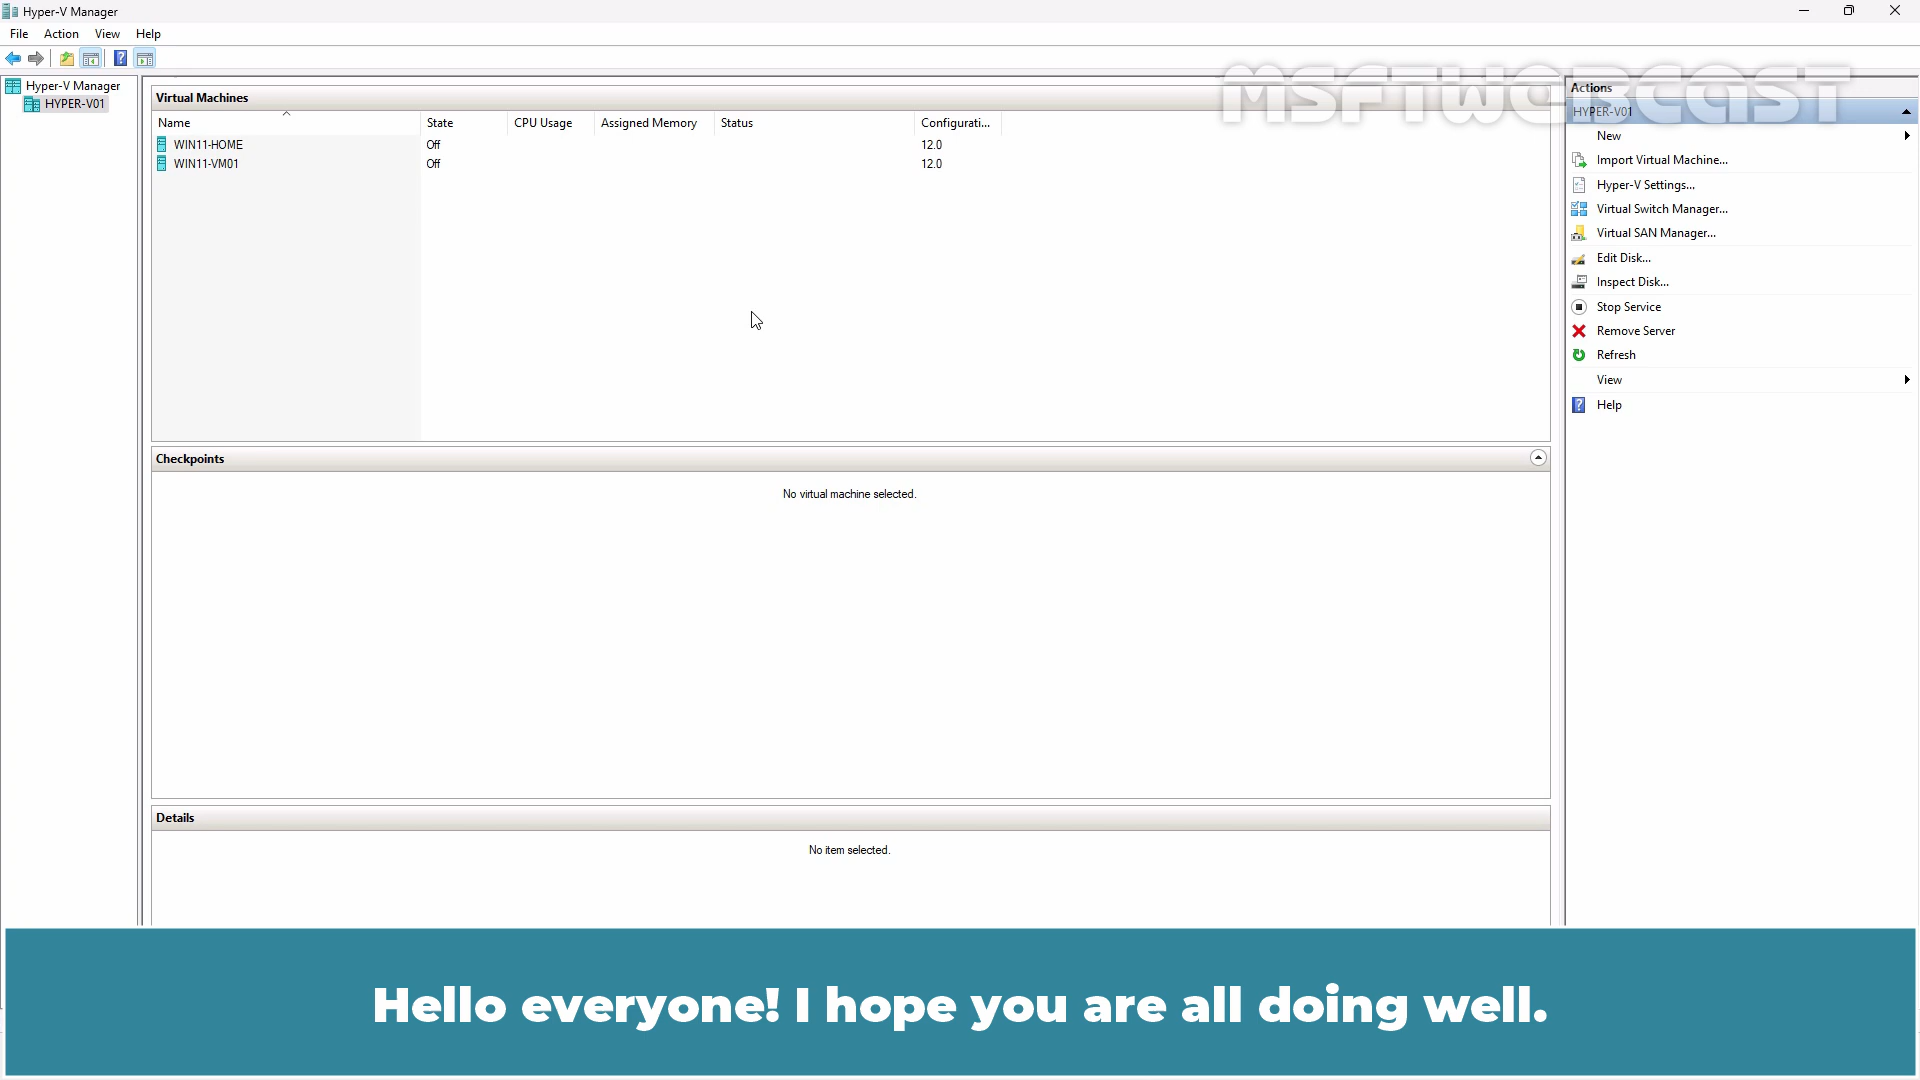 Hyper-V Manager
File Action View Help
Hyper-V Manager
HYPER-V01
Virtual Machines
Name State CPU Usage Assigned Memory Status Configurati...
WIN11-HOME Off 12.0
WIN11-VM01 Off 12.0
Checkpoints
No virtual machine selected.
Details
No item selected.
MSFTWEBCAST
Actions
HYPER-V01
New
Import Virtual Machine...
Hyper-V Settings...
Virtual Switch Manager...
Virtual SAN Manager...
Edit Disk...
Inspect Disk...
Stop Service
Remove Server
Refresh
View
Help
Hello everyone! I hope you are all doing well.